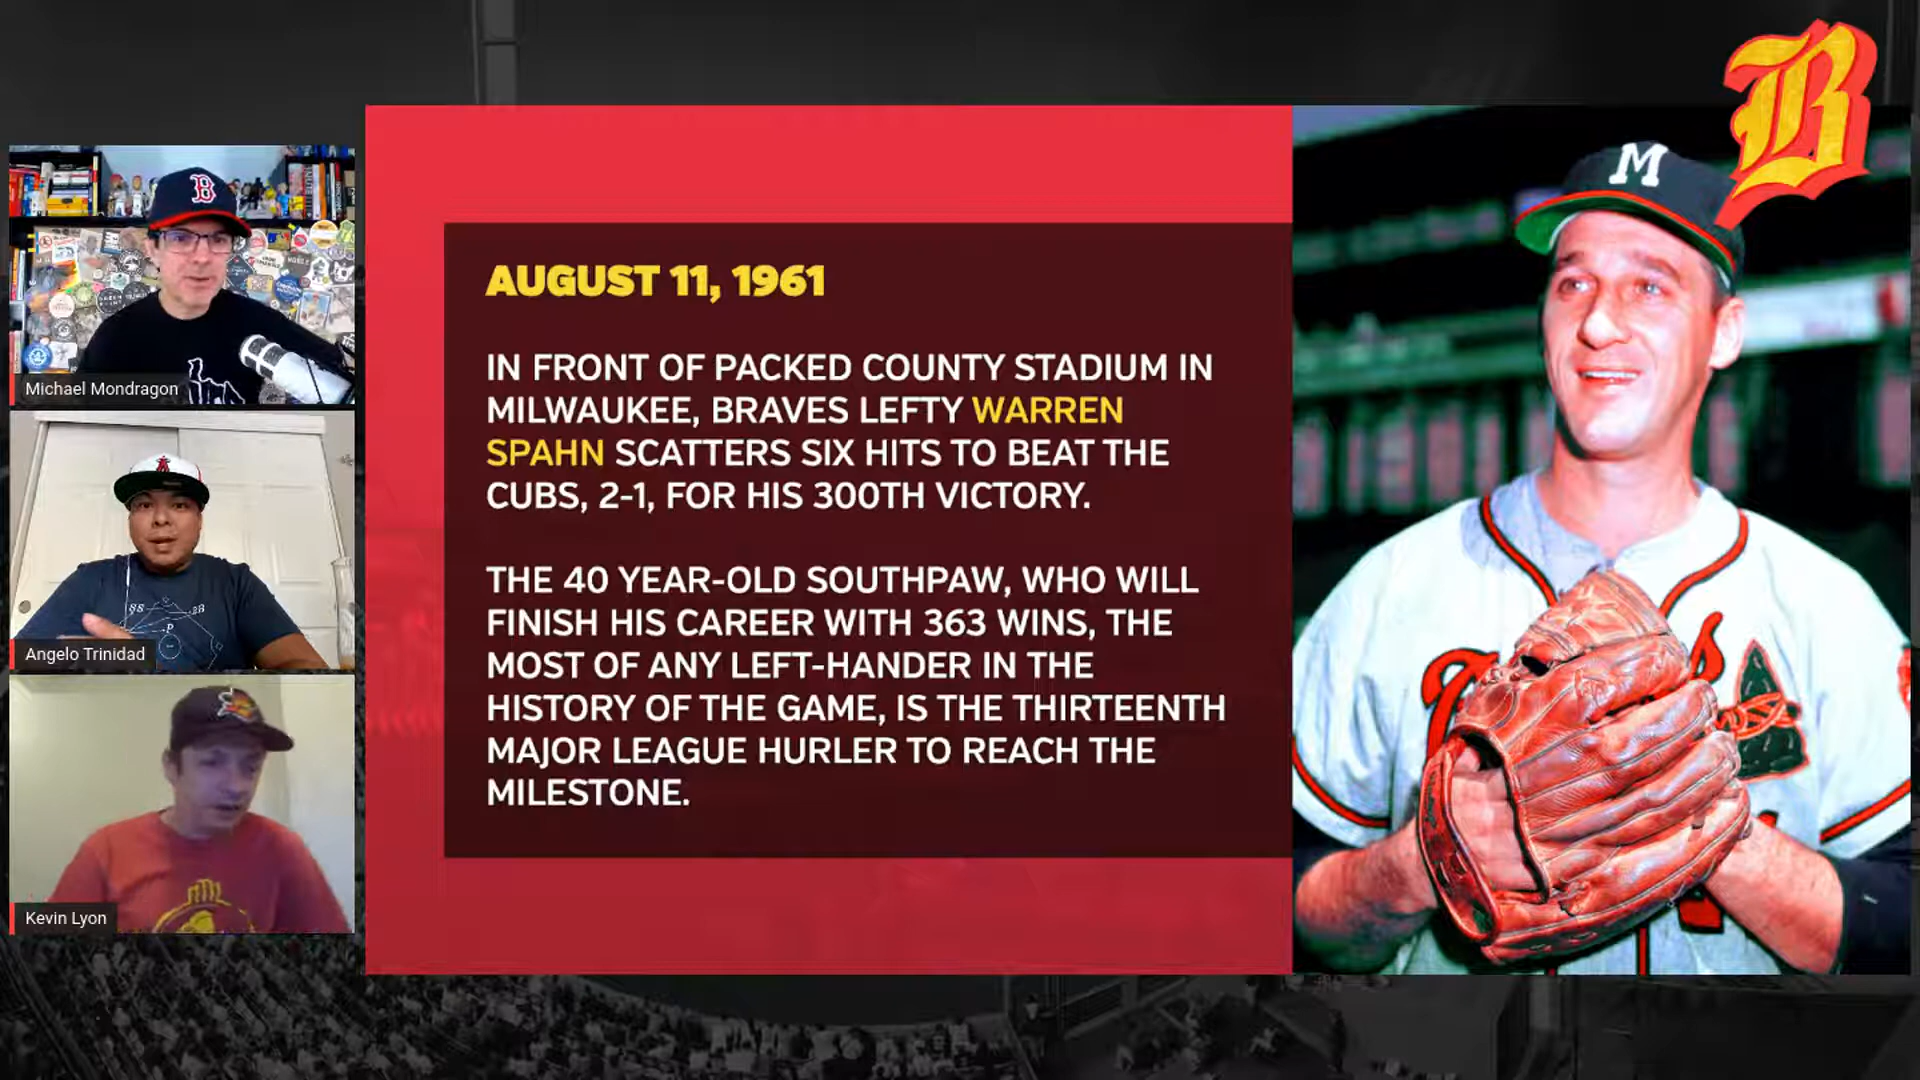 B
B
Michael Mondragon
A
SS
2B
P
Angelo Trinidad
Kevin Lyon
AUGUST 11, 1961
IN FRONT OF PACKED COUNTY STADIUM IN
MILWAUKEE, BRAVES LEFTY WARREN
SPAHN SCATTERS SIX HITS TO BEAT THE
CUBS, 2-1, FOR HIS 300TH VICTORY.
THE 40 YEAR-OLD SOUTHPAW, WHO WILL
FINISH HIS CAREER WITH 363 WINS, THE
MOST OF ANY LEFT-HANDER IN THE
HISTORY OF THE GAME, IS THE THIRTEENTH
MAJOR LEAGUE HURLER TO REACH THE
MILESTONE.
M